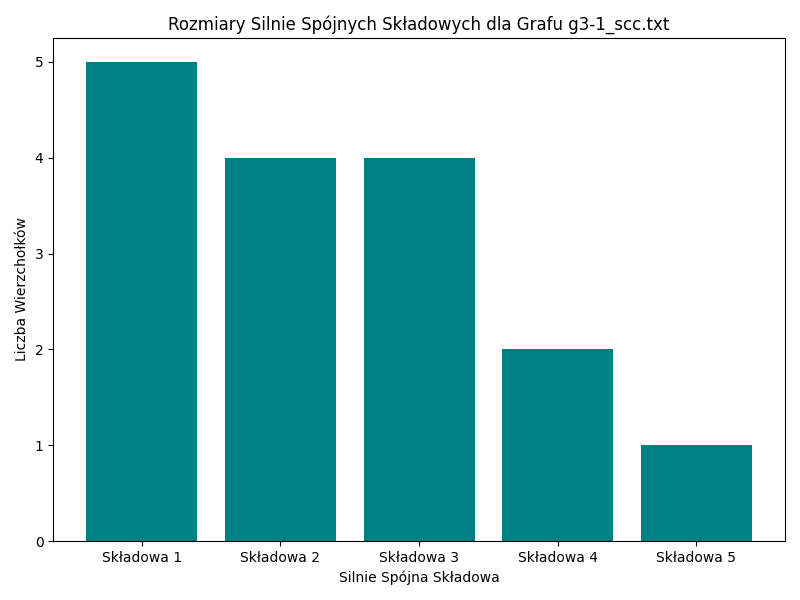 Rozmiary Silnie Spójnych Składowych dla Grafu g3-1_scc.txt
5
4
3
2
1
0
Liczba Wierzchołków
Składowa 1 Składowa 2 Składowa 3 Składowa 4 Składowa 5
Silnie Spójna Składowa